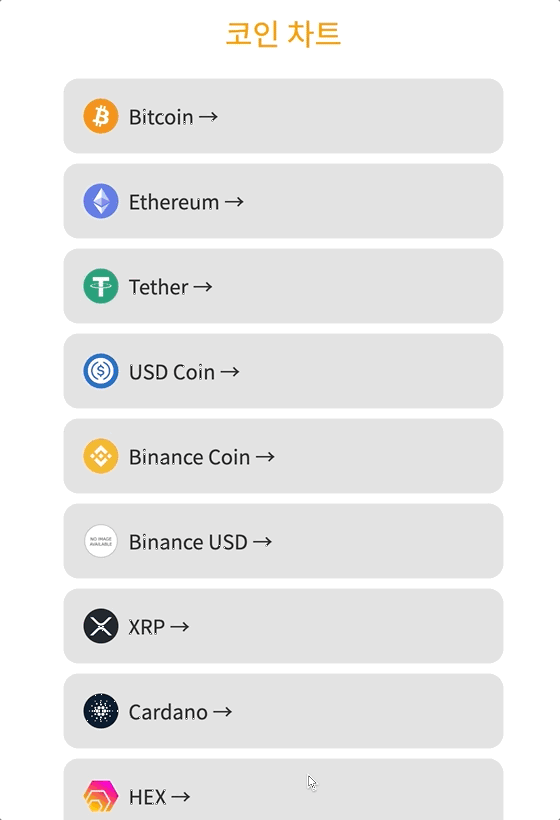 코인 차트
Bitcoin →
Ethereum →
Tether →
USD Coin →
Binance Coin →
NO IMAGE
AVAILABLE
Binance USD →
XRP →
Cardano →
HEX →